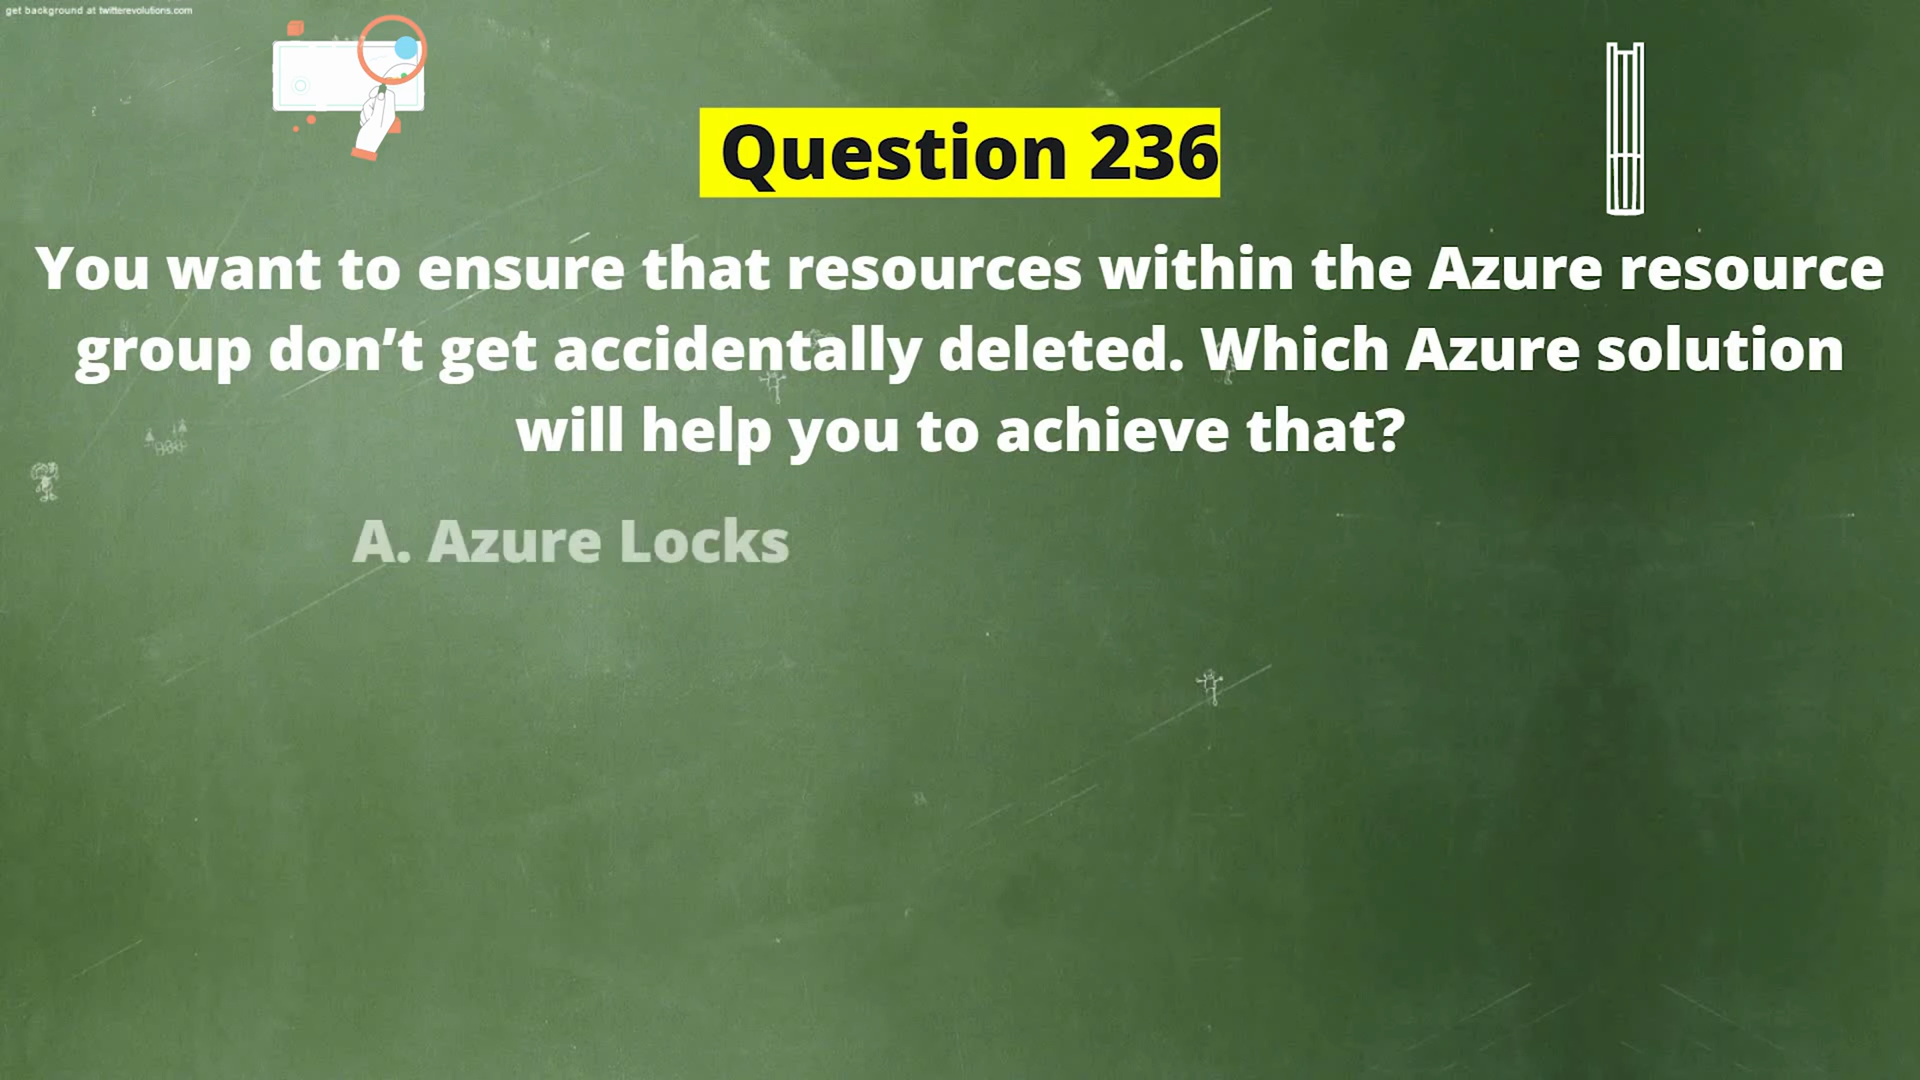 get background at twitterevolutions.com
Question 236
You want to ensure that resources within the Azure resource
group don’t get accidentally deleted. Which Azure solution
will help you to achieve that?
A. Azure Locks